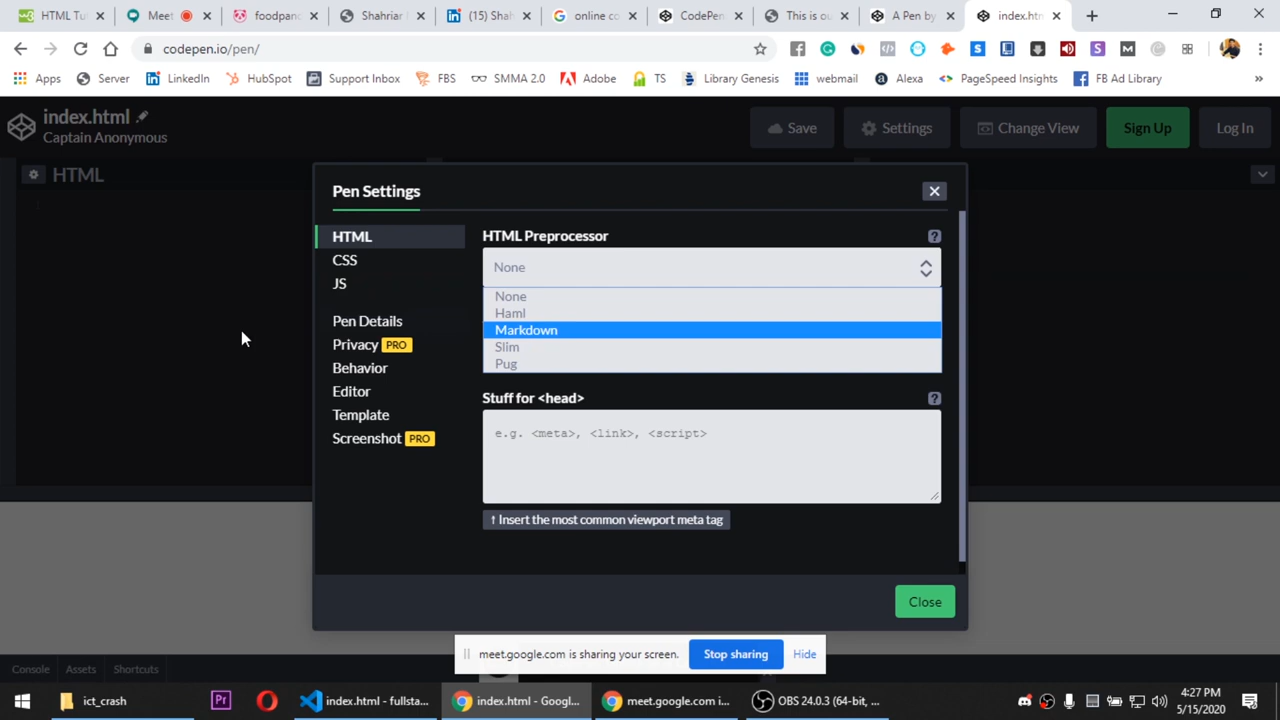 HTML Tu
Meet
foodpan
Shahriar
(15) Sha
online co
CodePen
This is ou
A Pen by
index.htm
codepen.io/pen/
Apps
Server
LinkedIn
HubSpot
Support Inbox
FBS
SMMA 2.0
Adobe
TS
Library Genesis
webmail
Alexa
PageSpeed Insights
FB Ad Library
index.html
Captain Anonymous
Save
Settings
Change View
Sign Up
Log In
HTML
Pen Settings
HTML
CSS
JS
Pen Details
Privacy PRO
Behavior
Editor
Template
Screenshot PRO
HTML Preprocessor
None
None
Haml
Markdown
Slim
Pug
Stuff for <head>
e.g. <meta>, <link>, <script>
↑ Insert the most common viewport meta tag
Close
meet.google.com is sharing your screen.
Stop sharing
Hide
Console
Assets
Shortcuts
ict_crash
index.html - fullsta...
index.html - Googl...
meet.google.com i...
OBS 24.0.3 (64-bit, ...
4:27 PM
5/15/2020